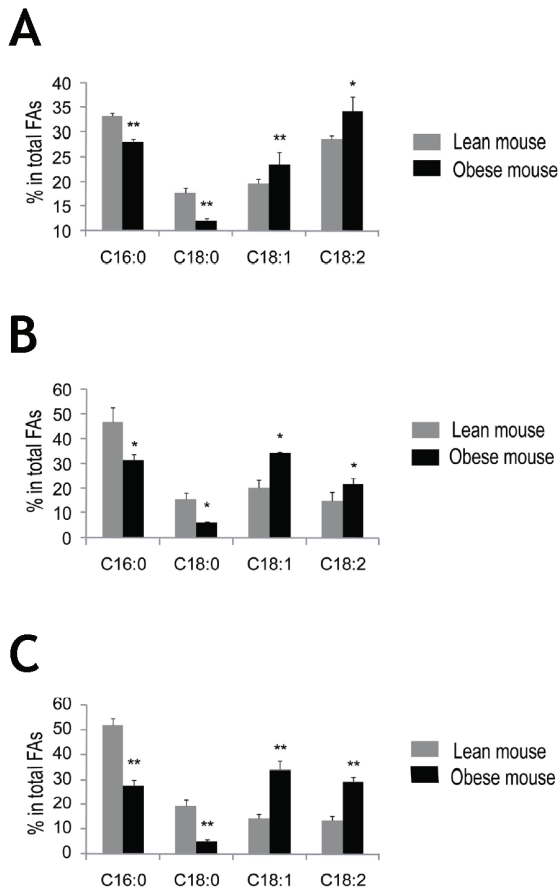 A
40
35
30
25
20
15
10
% in total FAs
**
**
**
*
C16:0 C18:0 C18:1 C18:2
Lean mouse
Obese mouse
B
60
50
40
30
20
10
0
% in total FAs
*
*
*
*
C16:0 C18:0 C18:1 C18:2
Lean mouse
Obese mouse
C
60
50
40
30
20
10
0
% in total FAs
**
**
**
**
C16:0 C18:0 C18:1 C18:2
Lean mouse
Obese mouse